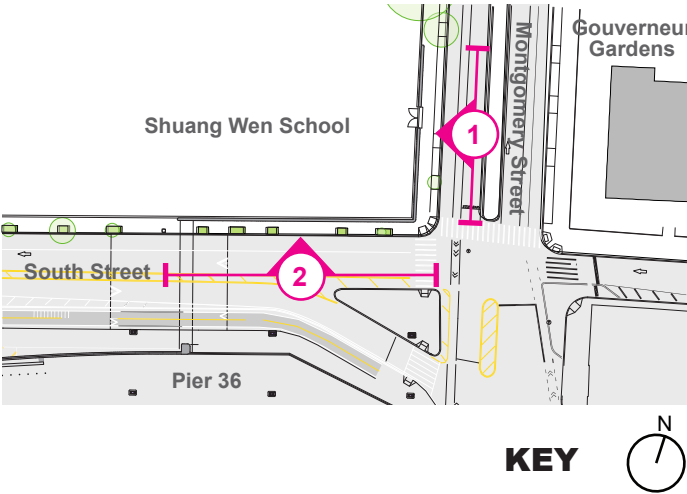 Gouverneur
Gardens
Montgomery Street
Shuang Wen School
1
South Street
2
Pier 36
KEY
N